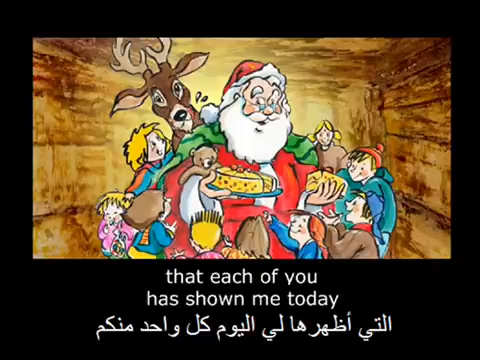 that each of you
has shown me today
التي أظهرها لي اليوم كل واحد منكم